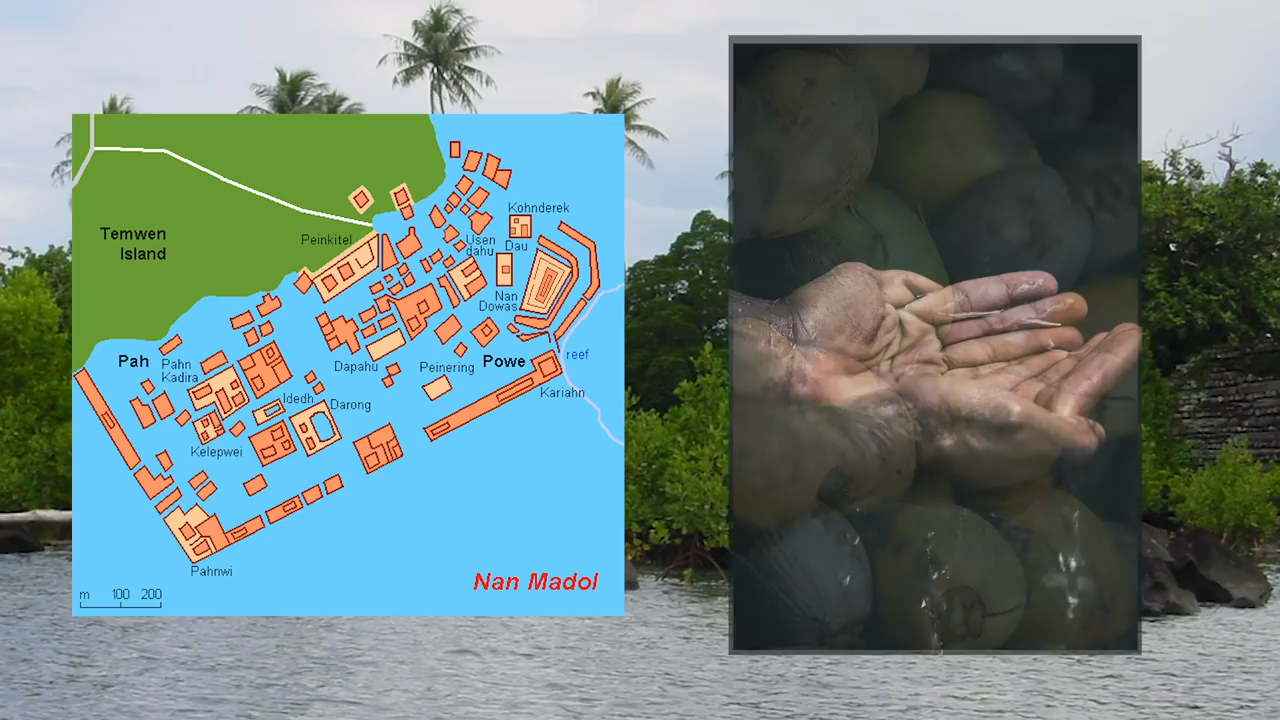 Temwen
Island
Peinkitel
Kohnderek
Usen
dahu
Dau
Nan
Dowas
Pah
Pahn
Kadira
Dapahu
Peinering
Powe
reef
Kariahn
Idedh
Darong
Kelepwei
Pahnwi
Nan Madol
m 100 200